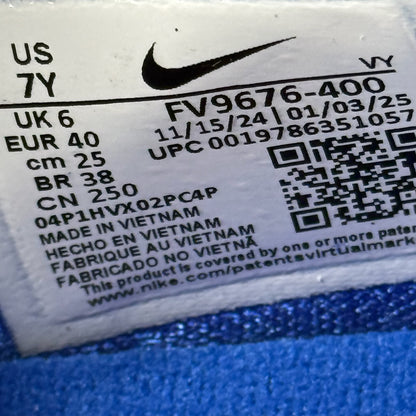 US
7Y
VY
UK 6
FV9676-400
EUR 40
11/15/24 | 01/03/25
cm 25
UPC 0019786351057
BR 38
CN 250
04P1HVX02PC4P
MADE IN VIETNAM
HECHO EN VIETNAM
FABRIQUE AU VIETNAM
FABRICADO NO VIETNÃ
This product is covered by one or more paten
www.nike.com/patentsvirtualmark